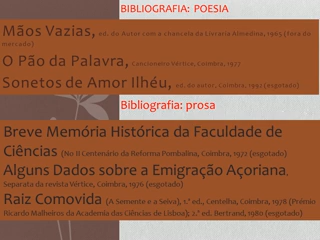 BIBLIOGRAFIA: POESIA
Mãos Vazias, ed. do Autor com a chancela da Livraria Almedina, 1965 (fora do
mercado)
O Pão da Palavra, Cancioneiro Vértice, Coimbra, 1977
Sonetos de Amor Ilhéu, ed. do autor, Coimbra, (esgotado)
Bibliografia: prosa
Breve Memória Histórica da Faculdade de
Ciências (No II Centenário da Reforma Pombalina, Coimbra, 1972 (esgotado)
Alguns Dados sobre a Emigração Açoriana,
Separata da revista Vértice, Coimbra, 1976 (esgotado)
Raiz Comovida (A Semente e a Seiva), 1.ª ed., Centelha, Coimbra, 1978 (Prémio
Ricardo Malheiros da Academia das Ciências de Lisboa); 2.ª ed. Bertrand, 1980 (esgotado)